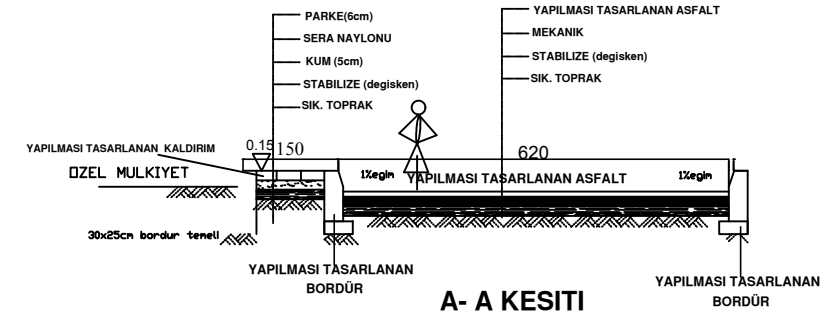 PARKE(6cm)
SERA NAYLONU
KUM (5cm)
STABILIZE (degisken)
SIK. TOPRAK
YAPILMASI TASARLANAN ASFALT
MEKANIK
STABILIZE (degisken)
SIK. TOPRAK
YAPILMASI TASARLANAN KALDIRIM
0.15
150
620
ÖZEL MULKIYET
1%egim
YAPILMASI TASARLANAN ASFALT
1%egim
30x25cm bordur temeli
YAPILMASI TASARLANAN
BORDÜR
YAPILMASI TASARLANAN
BORDÜR
A- A KESITI